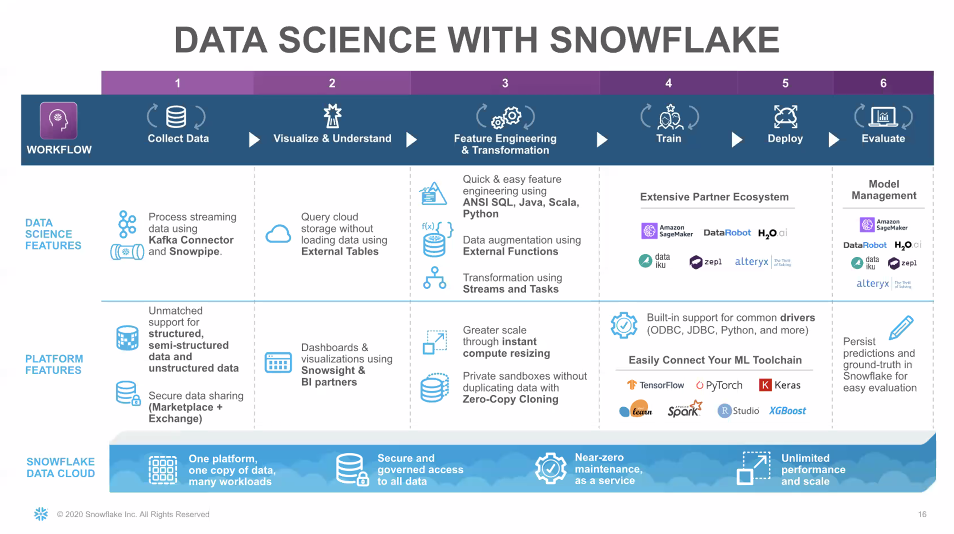 DATA SCIENCE WITH SNOWFLAKE
1 2 3 4 5 6
WORKFLOW
Collect Data
Visualize & Understand
Feature Engineering
& Transformation
Train
Deploy
Evaluate
DATA
SCIENCE
FEATURES
Process streaming
data using
Kafka Connector
and Snowpipe.
Query cloud
storage without
loading data using
External Tables
Quick & easy feature
engineering using
ANSI SQL, Java, Scala,
Python
f(x) { }
Data augmentation using
External Functions
Transformation using
Streams and Tasks
Extensive Partner Ecosystem
Amazon
SageMaker
DataRobot
H2O.ai
data
iku
zepl
alteryx
The Thrill
of Solving
Model
Management
Amazon
SageMaker
DataRobot
H2O.ai
data
iku
zepl
alteryx
The Thrill
of Solving
PLATFORM
FEATURES
Unmatched
support for
structured,
semi-structured
data and
unstructured data
Secure data sharing
(Marketplace +
Exchange)
Dashboards &
visualizations using
Snowsight &
BI partners
Greater scale
through instant
compute resizing
Private sandboxes without
duplicating data with
Zero-Copy Cloning
Built-in support for common drivers
(ODBC, JDBC, Python, and more)
Easily Connect Your ML Toolchain
TensorFlow
PyTorch
K Keras
learn
Spark
R Studio
XGBoost
Persist
predictions and
ground-truth in
Snowflake for
easy evaluation
SNOWFLAKE
DATA CLOUD
One platform,
one copy of data,
many workloads
Secure and
governed access
to all data
Near-zero
maintenance,
as a service
Unlimited
performance
and scale
© 2020 Snowflake Inc. All Rights Reserved
16